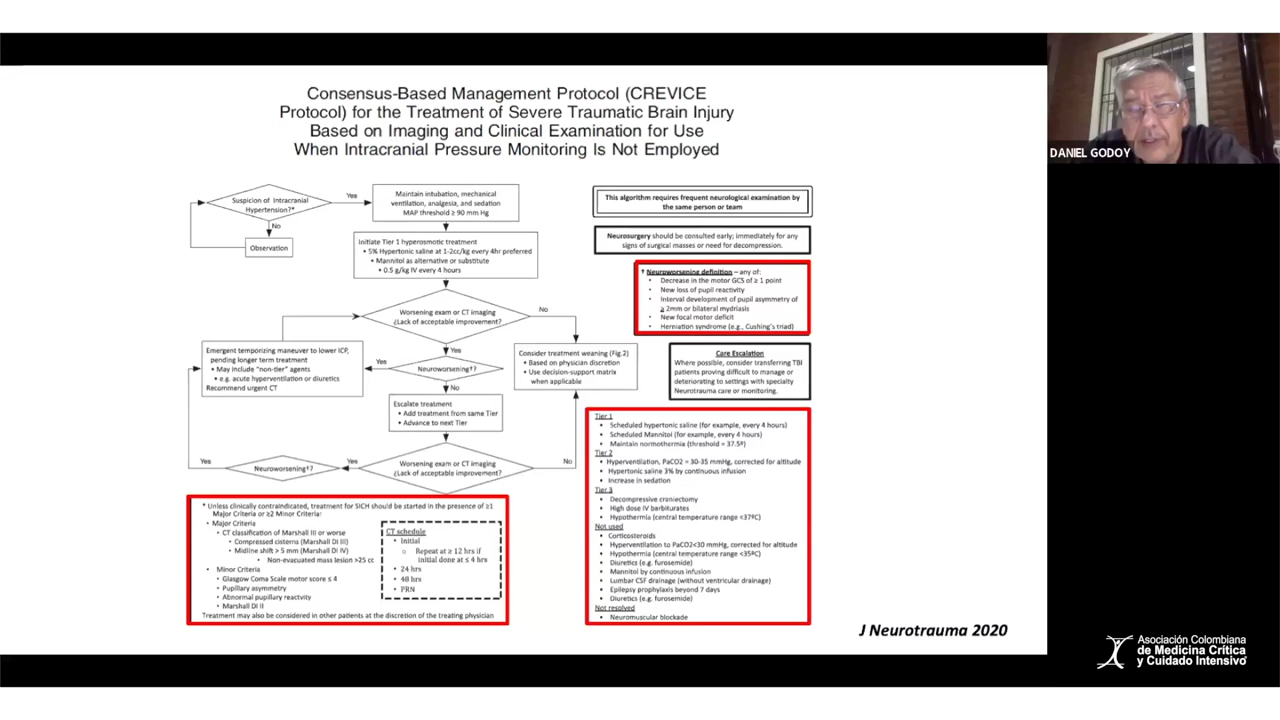 Consensus-Based Management Protocol (CREVICE
Protocol) for the Treatment of Severe Traumatic Brain Injury
Based on Imaging and Clinical Examination for Use
When Intracranial Pressure Monitoring Is Not Employed
DANIEL GODOY
Suspicion of Intracranial
Hypertension?*
Yes
No
Observation
Maintain intubation, mechanical
ventilation, analgesia, and sedation
MAP threshold ≥ 90 mm Hg
Initiate Tier 1 hyperosmotic treatment
• 5% Hypertonic saline at 1-2cc/kg every 4hr preferred
• Mannitol as alternative or substitute
• 0.5 g/kg IV every 4 hours
Worsening exam or CT imaging
¿Lack of acceptable improvement?
No
Yes
Emergent temporizing maneuver to lower ICP,
pending longer term treatment
• May include "non-tier" agents
• e.g. acute hyperventilation or diuretics
Recommend urgent CT
Yes
Neuroworsening†?
No
Consider treatment weaning (Fig.2)
• Based on physician discretion
• Use decision-support matrix
when applicable
Escalate treatment
• Add treatment from same Tier
• Advance to next Tier
Yes
Neuroworsening†?
Yes
Worsening exam or CT imaging
¿Lack of acceptable improvement?
No
This algorithm requires frequent neurological examination by
the same person or team
Neurosurgery should be consulted early; immediately for any
signs of surgical masses or need for decompression.
† Neuroworsening definition – any of:
• Decrease in the motor GCS of ≥ 1 point
• New loss of pupil reactivity
• Interval development of pupil asymmetry of
≥ 2mm or bilateral mydriasis
• New focal motor deficit
• Herniation syndrome (e.g., Cushing's triad)
Care Escalation
Where possible, consider transferring TBI
patients proving difficult to manage or
deteriorating to settings with specialty
Neurotrauma care or monitoring.
Tier 1
• Scheduled hypertonic saline (for example, every 4 hours)
• Scheduled Mannitol (for example, every 4 hours)
• Maintain normothermia (threshold = 37.5º)
Tier 2
• Hyperventilation, PaCO2 = 30-35 mmHg, corrected for altitude
• Hypertonic saline 3% by continuous infusion
• Increase in sedation
Tier 3
• Decompressive craniectomy
• High dose IV barbiturates
• Hypothermia (central temperature range <37ºC)
Not used
• Corticosteroids
• Hyperventilation to PaCO2<30 mmHg, corrected for altitude
• Hypothermia (central temperature range <35ºC)
• Diuretics (e.g. furosemide)
• Mannitol by continuous infusion
• Lumbar CSF drainage (without ventricular drainage)
• Epilepsy prophylaxis beyond 7 days
• Diuretics (e.g. furosemide)
Not resolved
• Neuromuscular blockade
* Unless clinically contraindicated, treatment for SICH should be started in the presence of ≥1
Major Criteria or ≥2 Minor Criteria:
• Major Criteria
• CT classification of Marshall III or worse
• Compressed cisterns (Marshall DI III)
• Midline shift > 5 mm (Marshall DI IV)
• Non-evacuated mass lesion >25 cc
• Minor Criteria
• Glasgow Coma Scale motor score ≤ 4
• Pupillary asymmetry
• Abnormal pupillary reactivity
• Marshall DI II
Treatment may also be considered in other patients at the discretion of the treating physician
CT schedule
• Initial
o Repeat at ≥ 12 hrs if
initial done at ≤ 4 hrs
• 24 hrs
• 48 hrs
• PRN
J Neurotrauma 2020
Asociación Colombiana
de Medicina Crítica
y Cuidado Intensivo